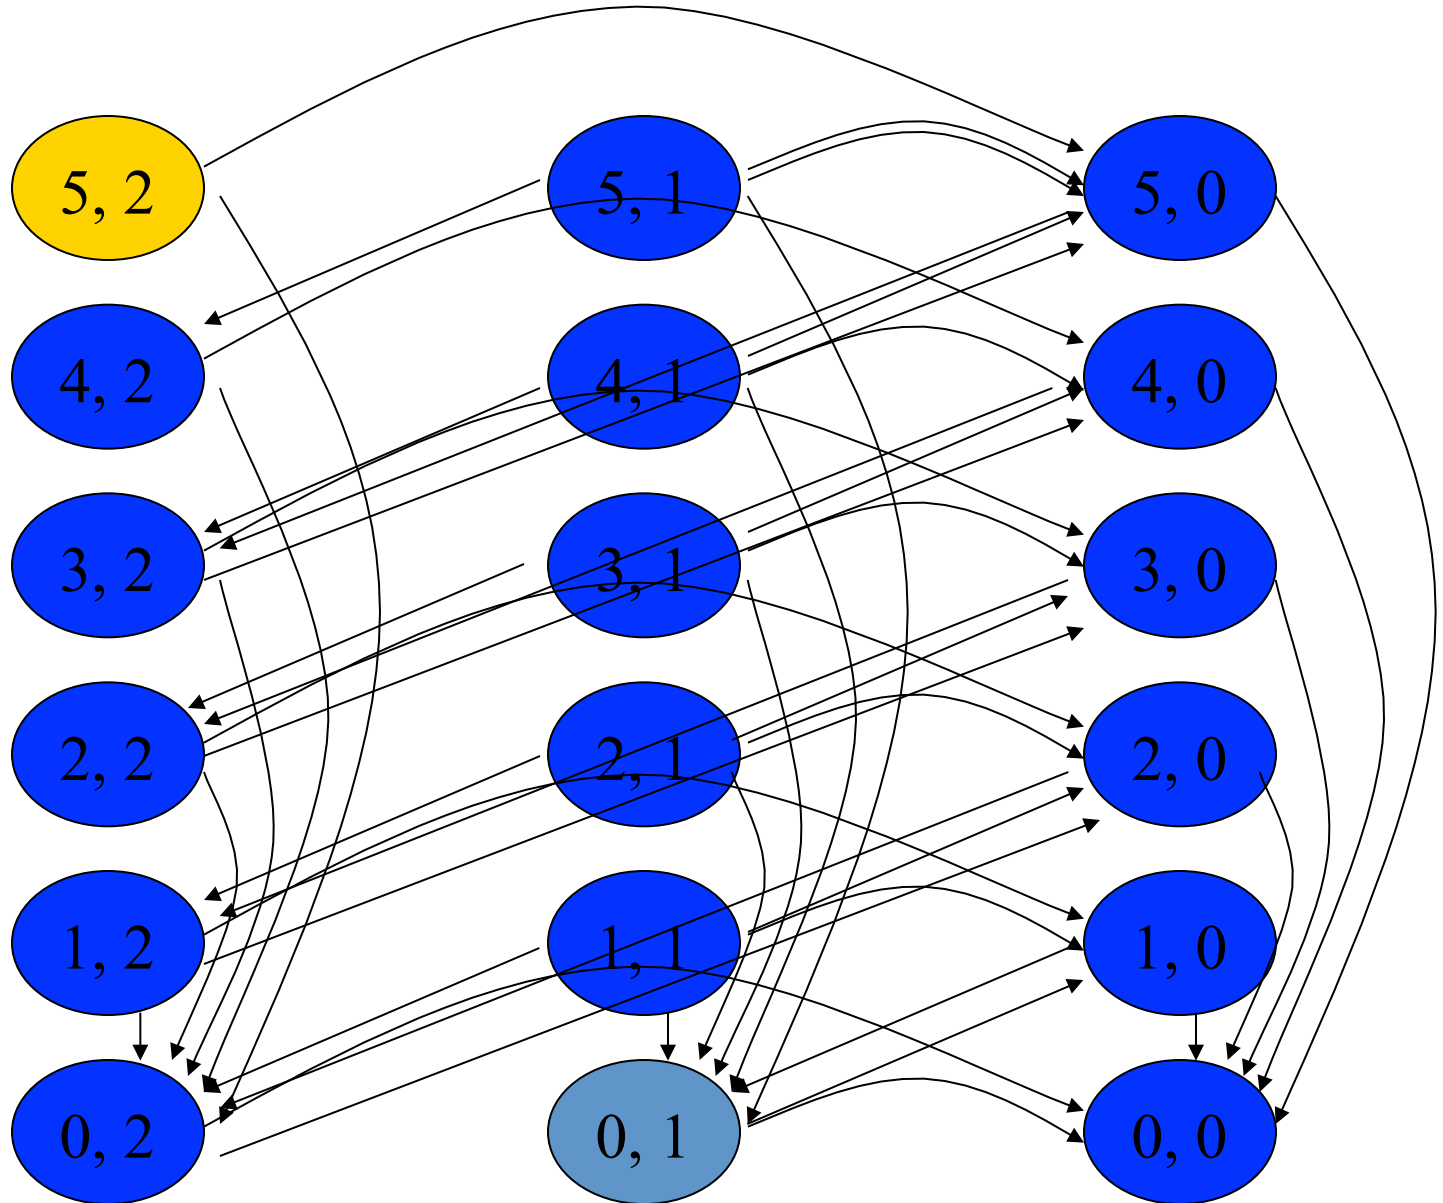 5, 2 5, 1 5, 0
4, 2 4, 1 4, 0
3, 2 3, 1 3, 0
2, 2 2, 1 2, 0
1, 2 1, 1 1, 0
0, 2 0, 1 0, 0